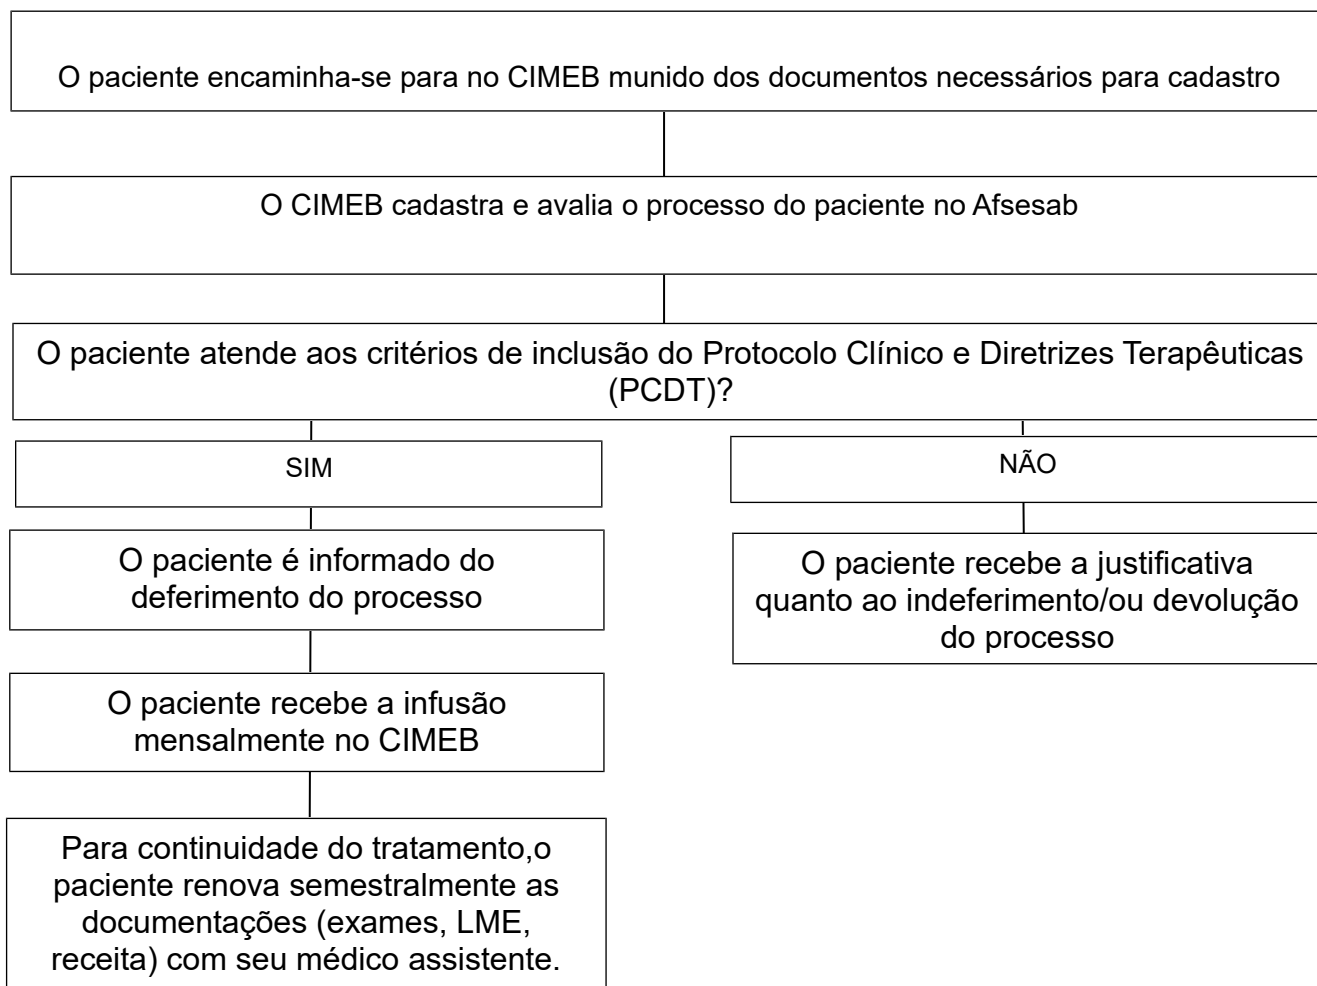 O paciente encaminha-se para no CIMEB munido dos documentos necessários para cadastro
O CIMEB cadastra e avalia o processo do paciente no Afsesab
O paciente atende aos critérios de inclusão do Protocolo Clínico e Diretrizes Terapêuticas
(PCDT)?
SIM
NÃO
O paciente é informado do
deferimento do processo
O paciente recebe a justificativa
quanto ao indeferimento/ou devolução
do processo
O paciente recebe a infusão
mensalmente no CIMEB
Para continuidade do tratamento,o
paciente renova semestralmente as
documentações (exames, LME,
receita) com seu médico assistente.